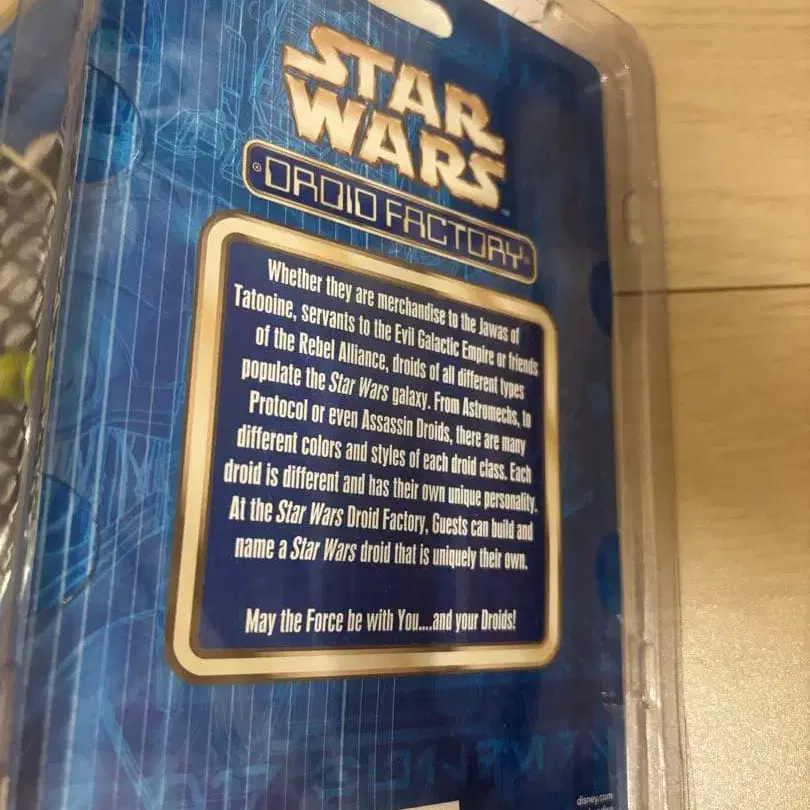 STAR
WARS
™
DROID FACTORY
Whether they are merchandise to the Jawas of
Tatooine, servants to the Evil Galactic Empire or friends
of the Rebel Alliance, droids of all different types
populate the Star Wars galaxy. From Astromechs, to
Protocol or even Assassin Droids, there are many
different colors and styles of each droid class. Each
droid is different and has their own unique personality.
At the Star Wars Droid Factory, Guests can build and
name a Star Wars droid that is uniquely their own.
May the Force be with You....and your Droids!
disney.com